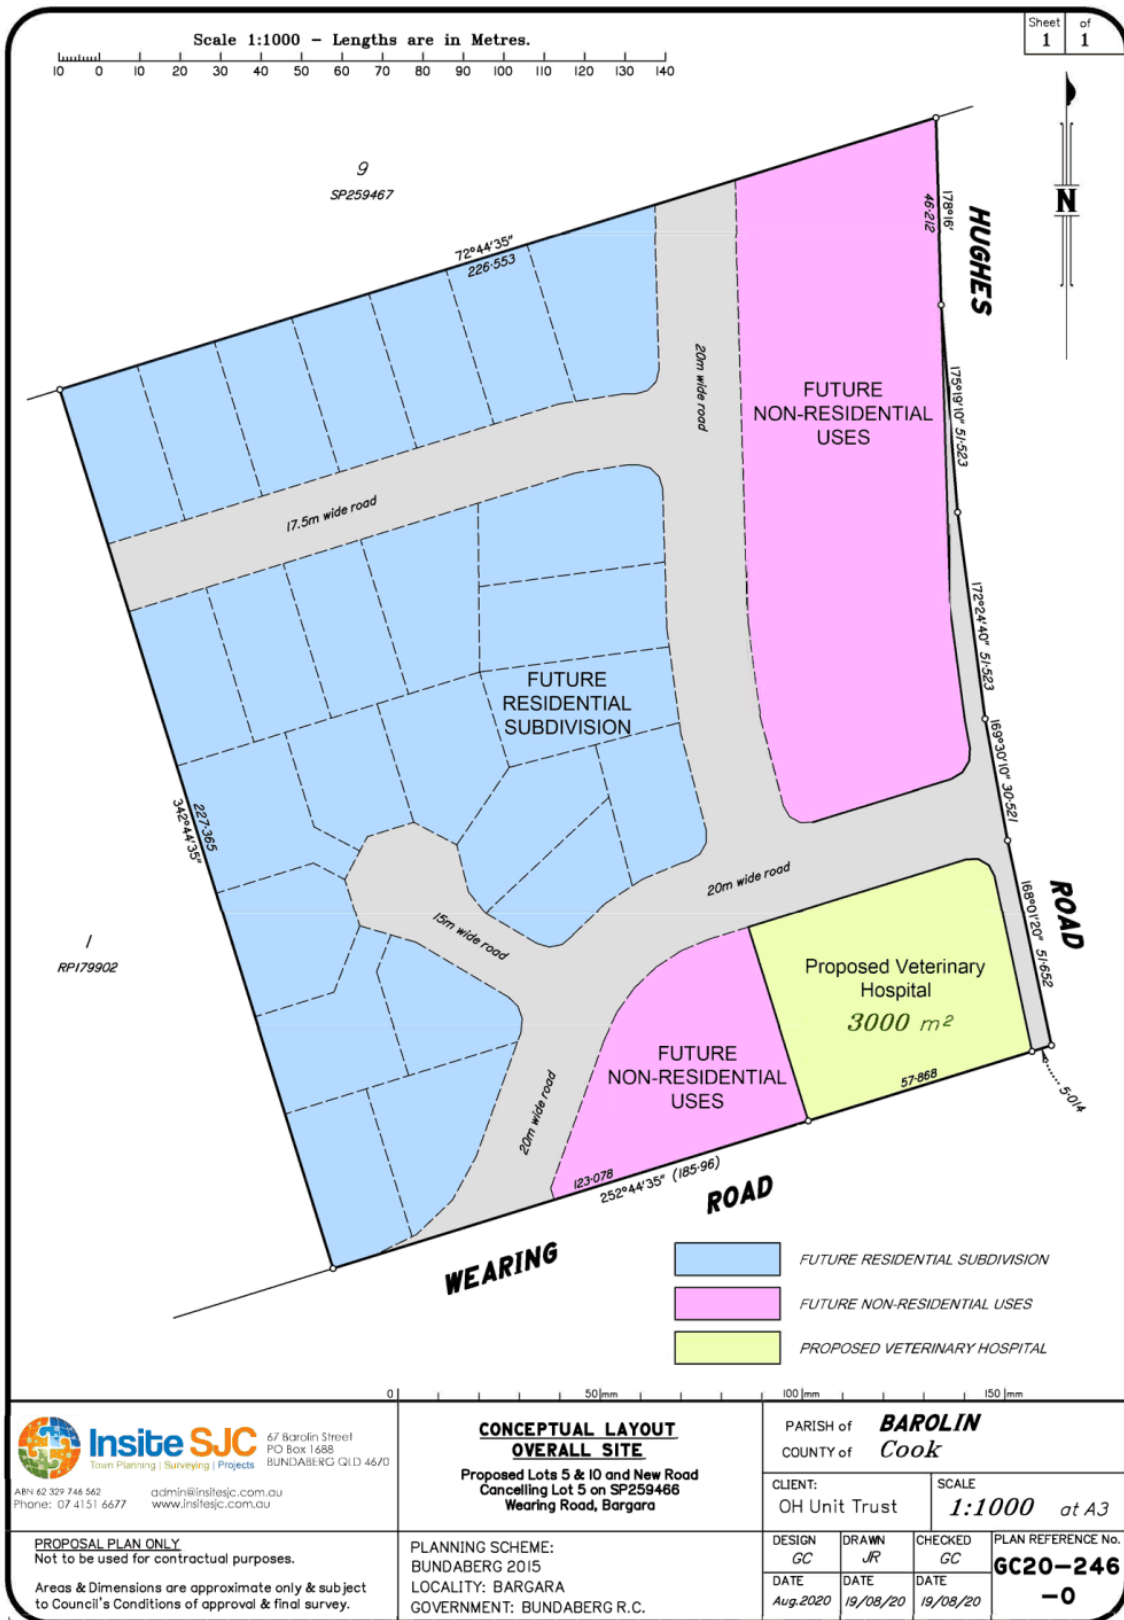 Scale 1:1000 – Lengths are in Metres.
10 0 10 20 30 40 50 60 70 80 90 100 110 120 130 140
Sheet of
1 1
N
9
SP259467
72°44'35"
226·553
178°16'
46·212
HUGHES
175°19'10" 51·523
172°24'40" 51·523
169°30'10" 30·521
168°01'20" 51·652
ROAD
20m wide road
FUTURE
NON-RESIDENTIAL
USES
17.5m wide road
FUTURE
RESIDENTIAL
SUBDIVISION
227·365
342°44'35"
20m wide road
15m wide road
1
RP179902
Proposed Veterinary
Hospital
3000 m²
FUTURE
NON-RESIDENTIAL
USES
57·868
5·014
20m wide road
123·078
252°44'35" (185·96)
WEARING ROAD
FUTURE RESIDENTIAL SUBDIVISION
FUTURE NON-RESIDENTIAL USES
PROPOSED VETERINARY HOSPITAL
0 50mm 100mm 150mm
Insite SJC
Town Planning | Surveying | Projects
67 Barolin Street
PO Box 1688
BUNDABERG QLD 4670
ABN 62 329 746 562
Phone: 07 4151 6677
admin@insitesjc.com.au
www.insitesjc.com.au
PROPOSAL PLAN ONLY
Not to be used for contractual purposes.
Areas & Dimensions are approximate only & subject
to Council's Conditions of approval & final survey.
CONCEPTUAL LAYOUT
OVERALL SITE
Proposed Lots 5 & 10 and New Road
Cancelling Lot 5 on SP259466
Wearing Road, Bargara
PLANNING SCHEME:
BUNDABERG 2015
LOCALITY: BARGARA
GOVERNMENT: BUNDABERG R.C.
PARISH of BAROLIN
COUNTY of Cook
CLIENT:
OH Unit Trust
SCALE
1:1000 at A3
DESIGN
GC
DRAWN
JR
CHECKED
GC
DATE
Aug.2020
DATE
19/08/20
DATE
19/08/20
PLAN REFERENCE No.
GC20-246
-0